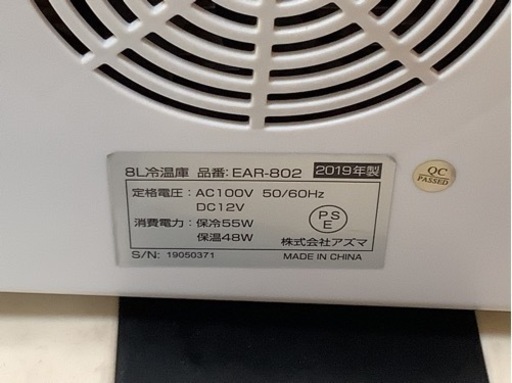 8L冷温庫 品番:EAR-802 2019年製
定格電圧:AC100V 50/60Hz
DC12V
消費電力:保冷55W
保温48W
PSE
株式会社アズマ
S/N: 19050371 MADE IN CHINA
QC
PASSED